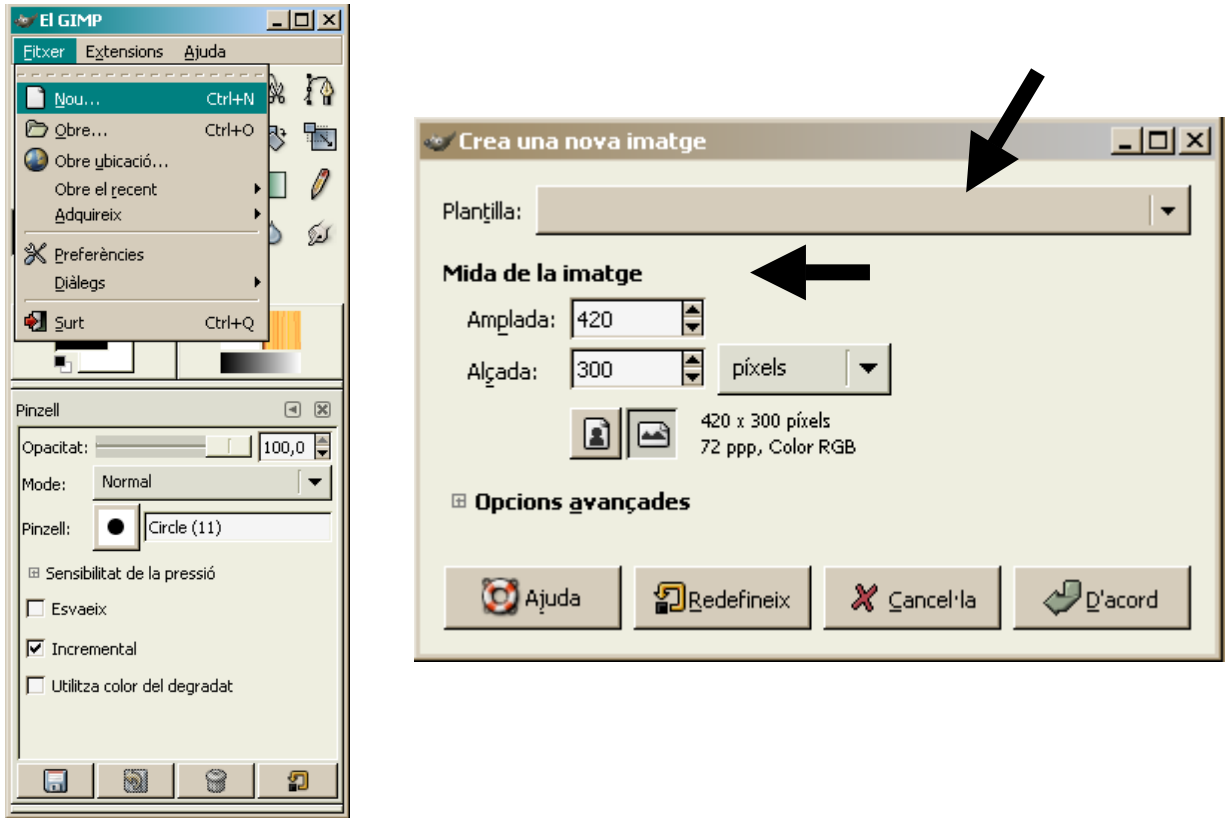 El GIMP
Fitxer Extensions Ajuda
Nou... Ctrl+N
Obre... Ctrl+O
Obre ubicació...
Obre el recent
Adquireix
Preferències
Diàlegs
Surt Ctrl+Q
Pinzell
Opacitat: 100,0
Mode: Normal
Pinzell: Circle (11)
Sensibilitat de la pressió
Esvaeix
Incremental
Utilitza color del degradat
Crea una nova imatge
Plantilla:
Mida de la imatge
Amplada: 420
Alçada: 300 píxels
420 x 300 píxels
72 ppp, Color RGB
Opcions avançades
Ajuda Redefineix Cancel·la D'acord